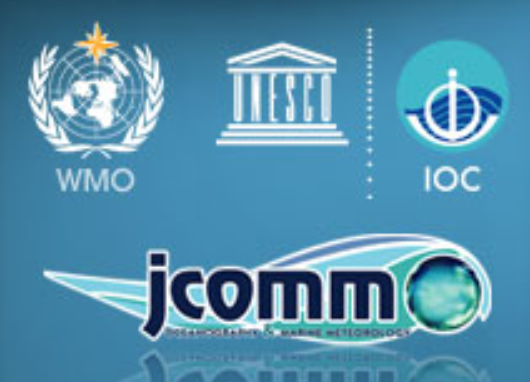 WMO
UNESCO
IOC
jcomm
OCEANOGRAPHY & MARINE METEOROLOGY